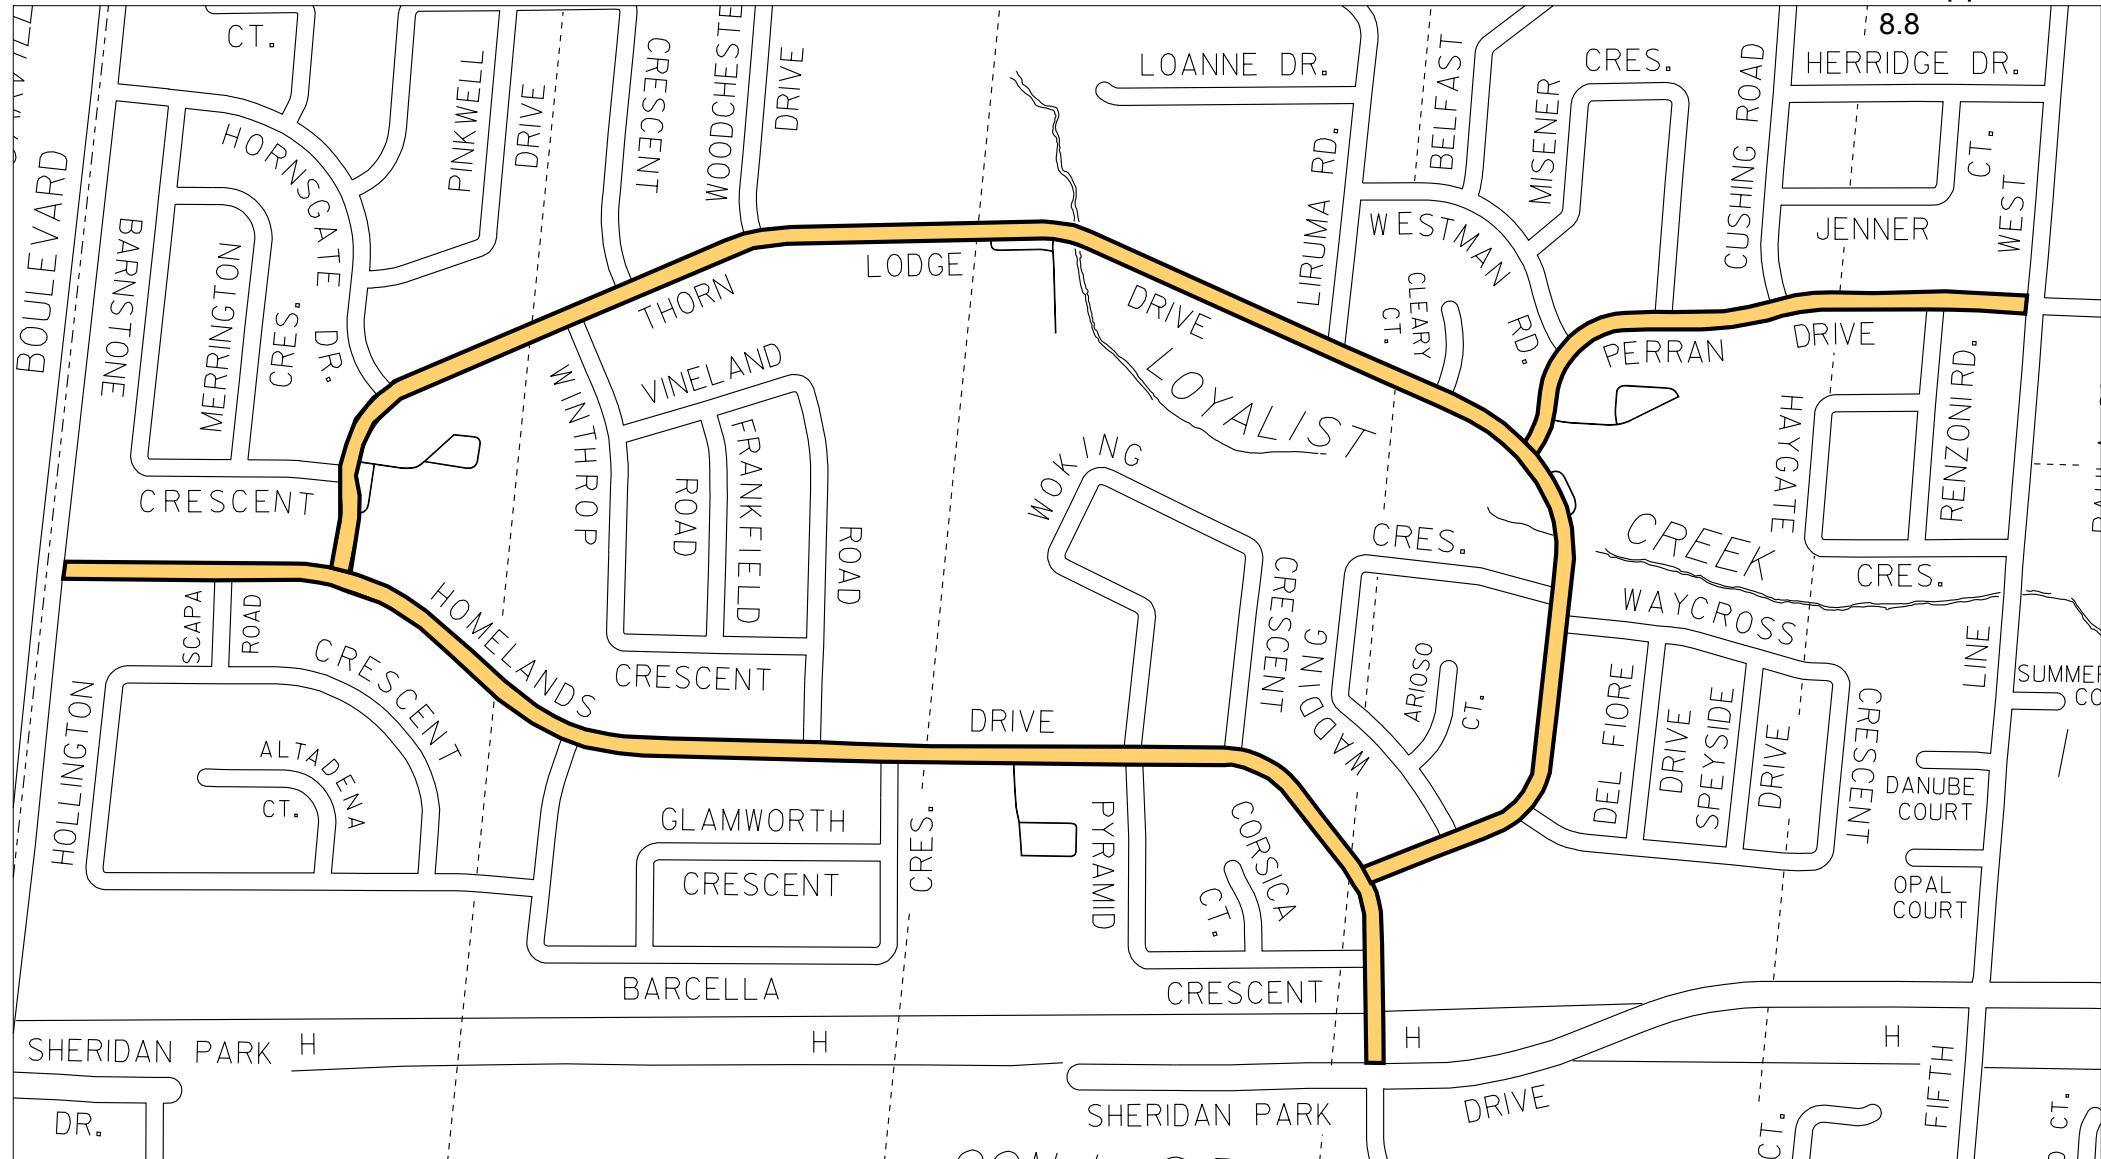 8.8
CT.
PINKWELL
DRIVE
CRESCENT
WOODCHESTE
DRIVE
LOANNE DR.
BELFAST
MISENER
CRES.
CUSHING ROAD
HERRIDGE DR.
CT.
JENNER
WEST
BOULEVARD
BARNSTONE
HORNSGATE DR.
MERRINGTON
CRES.
CRESCENT
THORN
LODGE
DRIVE
LIRUMA RD.
WESTMAN RD.
CLEARY
CT.
PERRAN
DRIVE
WINTHROP
VINELAND
ROAD
FRANKFIELD
ROAD
CRESCENT
LOYALIST
CREEK
WOKING
CRESCENT
HAYGATE
CRES.
RENZONI RD.
CRES.
WADDING
ARIOSO
CT.
WAYCROSS
CRESCENT
DEL FIORE
DRIVE
SPEYSIDE
DRIVE
LINE
SUMMER
CO
DANUBE
COURT
OPAL
COURT
SCAPA
ROAD
HOMELANDS
DRIVE
HOLLINGTON
CRESCENT
ALTADENA
CT.
GLAMWORTH
CRESCENT
CRES.
BARCELLA
PYRAMID
CRESCENT
CORSICA
CT.
H
H
H
H
SHERIDAN PARK
DR.
SHERIDAN PARK
DRIVE
FIFTH
CT.
CT.